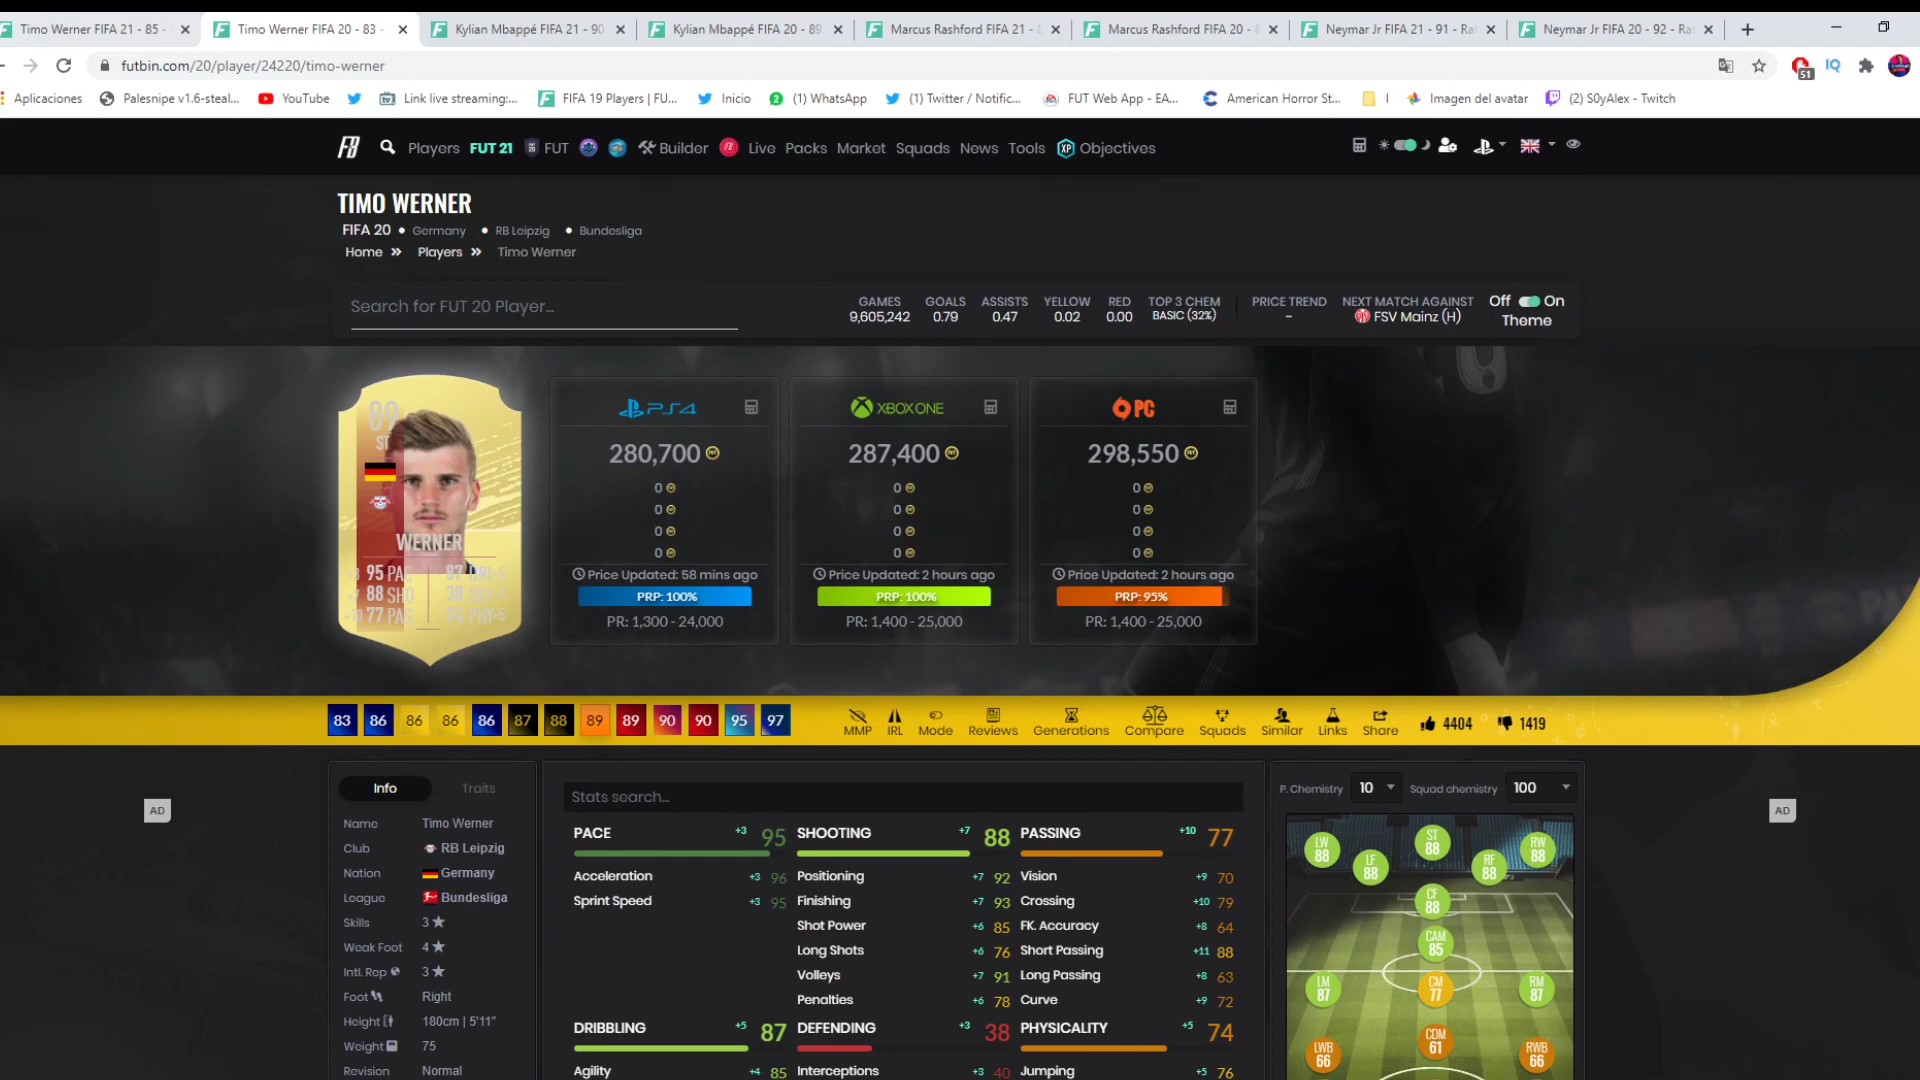 Timo Werner FIFA 21 - 85 -
Timo Werner FIFA 20 - 83 -
Kylian Mbappé FIFA 21 - 90
Kylian Mbappé FIFA 20 - 89
Marcus Rashford FIFA 21 -
Marcus Rashford FIFA 20 -
Neymar Jr FIFA 21 - 91 - Rat
Neymar Jr FIFA 20 - 92 - Rat
futbin.com/20/player/24220/timo-werner
51
IQ
Aplicaciones
Palesnipe v1.6-steal...
YouTube
Link live streaming:...
FIFA 19 Players | FU...
Inicio
(1) WhatsApp
(1) Twitter / Notific...
FUT Web App - EA...
American Horror St...
I
Imagen del avatar
(2) S0yAlex - Twitch
Players
FUT 21
FUT
Builder
Live
Packs
Market
Squads
News
Tools
XP Objectives
TIMO WERNER
FIFA 20 • Germany • RB Leipzig • Bundesliga
Home » Players » Timo Werner
Search for FUT 20 Player...
GAMES GOALS ASSISTS YELLOW RED TOP 3 CHEM PRICE TREND NEXT MATCH AGAINST
9,605,242 0.79 0.47 0.02 0.00 BASIC (32%) - FSV Mainz (H)
Off On
Theme
89
ST
WERNER
95 PAC
88 SHO
77 PAS
PS4
280,700
0
0
0
0
Price Updated: 58 mins ago
PRP: 100%
PR: 1,300 - 24,000
XBOX ONE
287,400
0
0
0
0
Price Updated: 2 hours ago
PRP: 100%
PR: 1,400 - 25,000
PC
298,550
0
0
0
0
Price Updated: 2 hours ago
PRP: 95%
PR: 1,400 - 25,000
83 86 86 86 86 87 88 89 89 90 90 95 97
MMP IRL Mode Reviews Generations Compare Squads Similar Links Share
4404 1419
AD
AD
Info Traits
Name Timo Werner
Club RB Leipzig
Nation Germany
League Bundesliga
Skills 3
Weak Foot 4
Intl. Rep 3
Foot Right
Height 180cm | 5'11"
Weight 75
Revision Normal
Stats search...
PACE +3 95
Acceleration +3 96
Sprint Speed +3 95
SHOOTING +7 88
Positioning +7 92
Finishing +7 93
Shot Power +6 85
Long Shots +6 76
Volleys +7 91
Penalties +6 78
PASSING +10 77
Vision +9 70
Crossing +10 79
FK. Accuracy +8 64
Short Passing +11 88
Long Passing +8 63
Curve +9 72
DRIBBLING +5 87
Agility +4 85
DEFENDING +3 38
Interceptions +3 40
PHYSICALITY +5 74
Jumping +5 76
P. Chemistry 10
Squad chemistry 100
LW 88
ST 88
RW 88
LF 88
RF 88
CF 88
CAM 85
LM 87
CM 77
RM 87
LWB 66
CDM 61
RWB 66